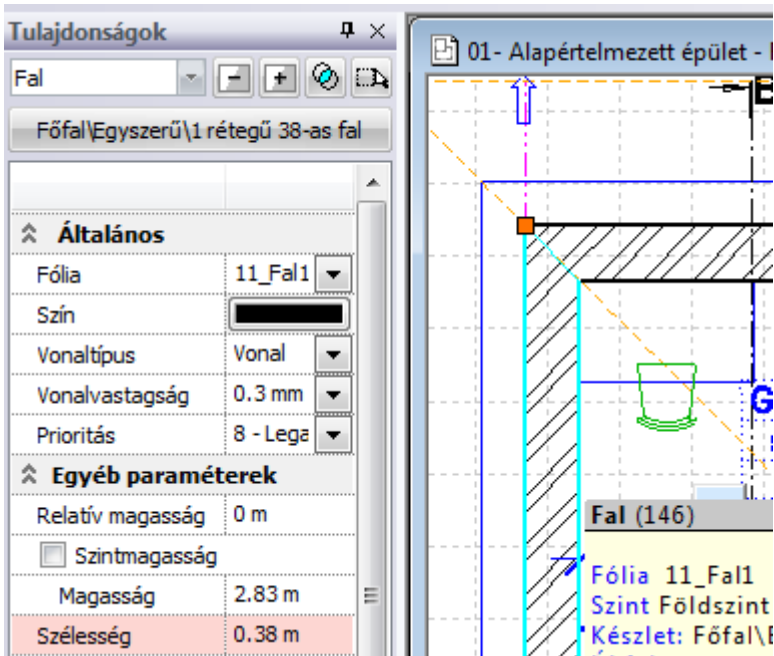 Tulajdonságok
Fal
Főfal\Egyszerű\1 rétegű 38-as fal
Általános
Fólia 11_Fal1
Szín
Vonaltípus Vonal
Vonalvastagság 0.3 mm
Prioritás 8 - Lega
Egyéb paraméterek
Relatív magasság 0 m
Szintmagasság
Magasság 2.83 m
Szélesség 0.38 m
01- Alapértelmezett épület -
B
G
Fal (146)
Fólia 11_Fal1
Szint Földszint
Készlet: Főfal\E